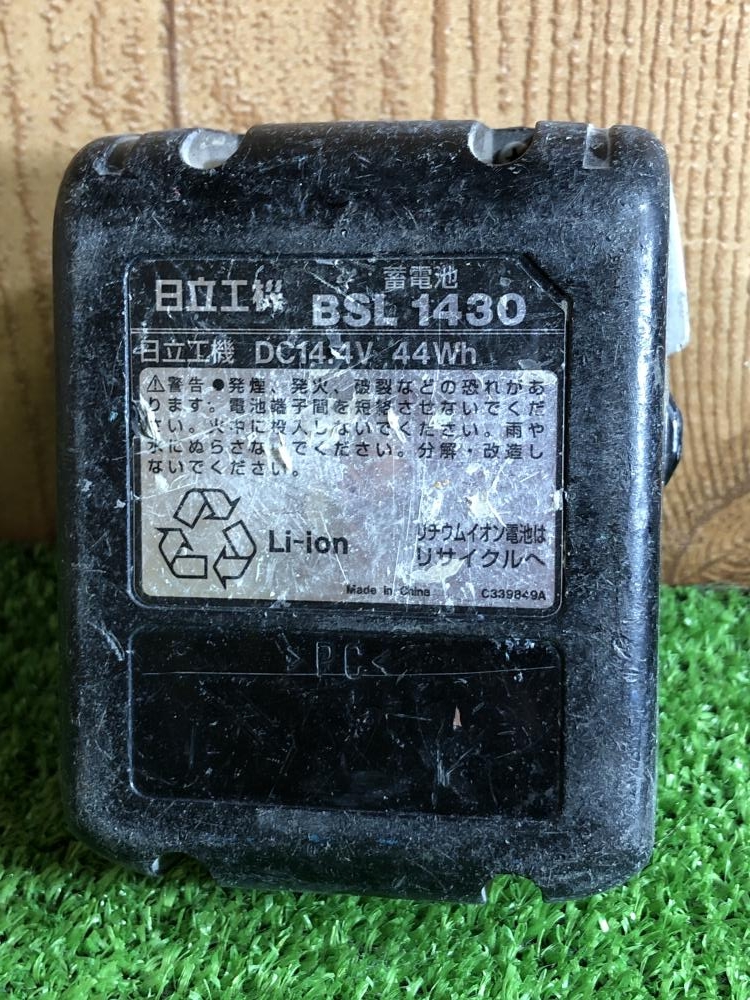 蓄電池
日立工機 BSL 1430
日立工機 DC14.4V 44Wh
⚠警告●発煙、発火、破裂などの恐れがあ
ります。電池端子間を短絡させないでくだ
さい。火中に投入しないでください。雨や
水にぬらさないでください。分解・改造し
ないでください。
Li-ion
リチウムイオン電池は
リサイクルへ
Made in China C339849A
>PC<